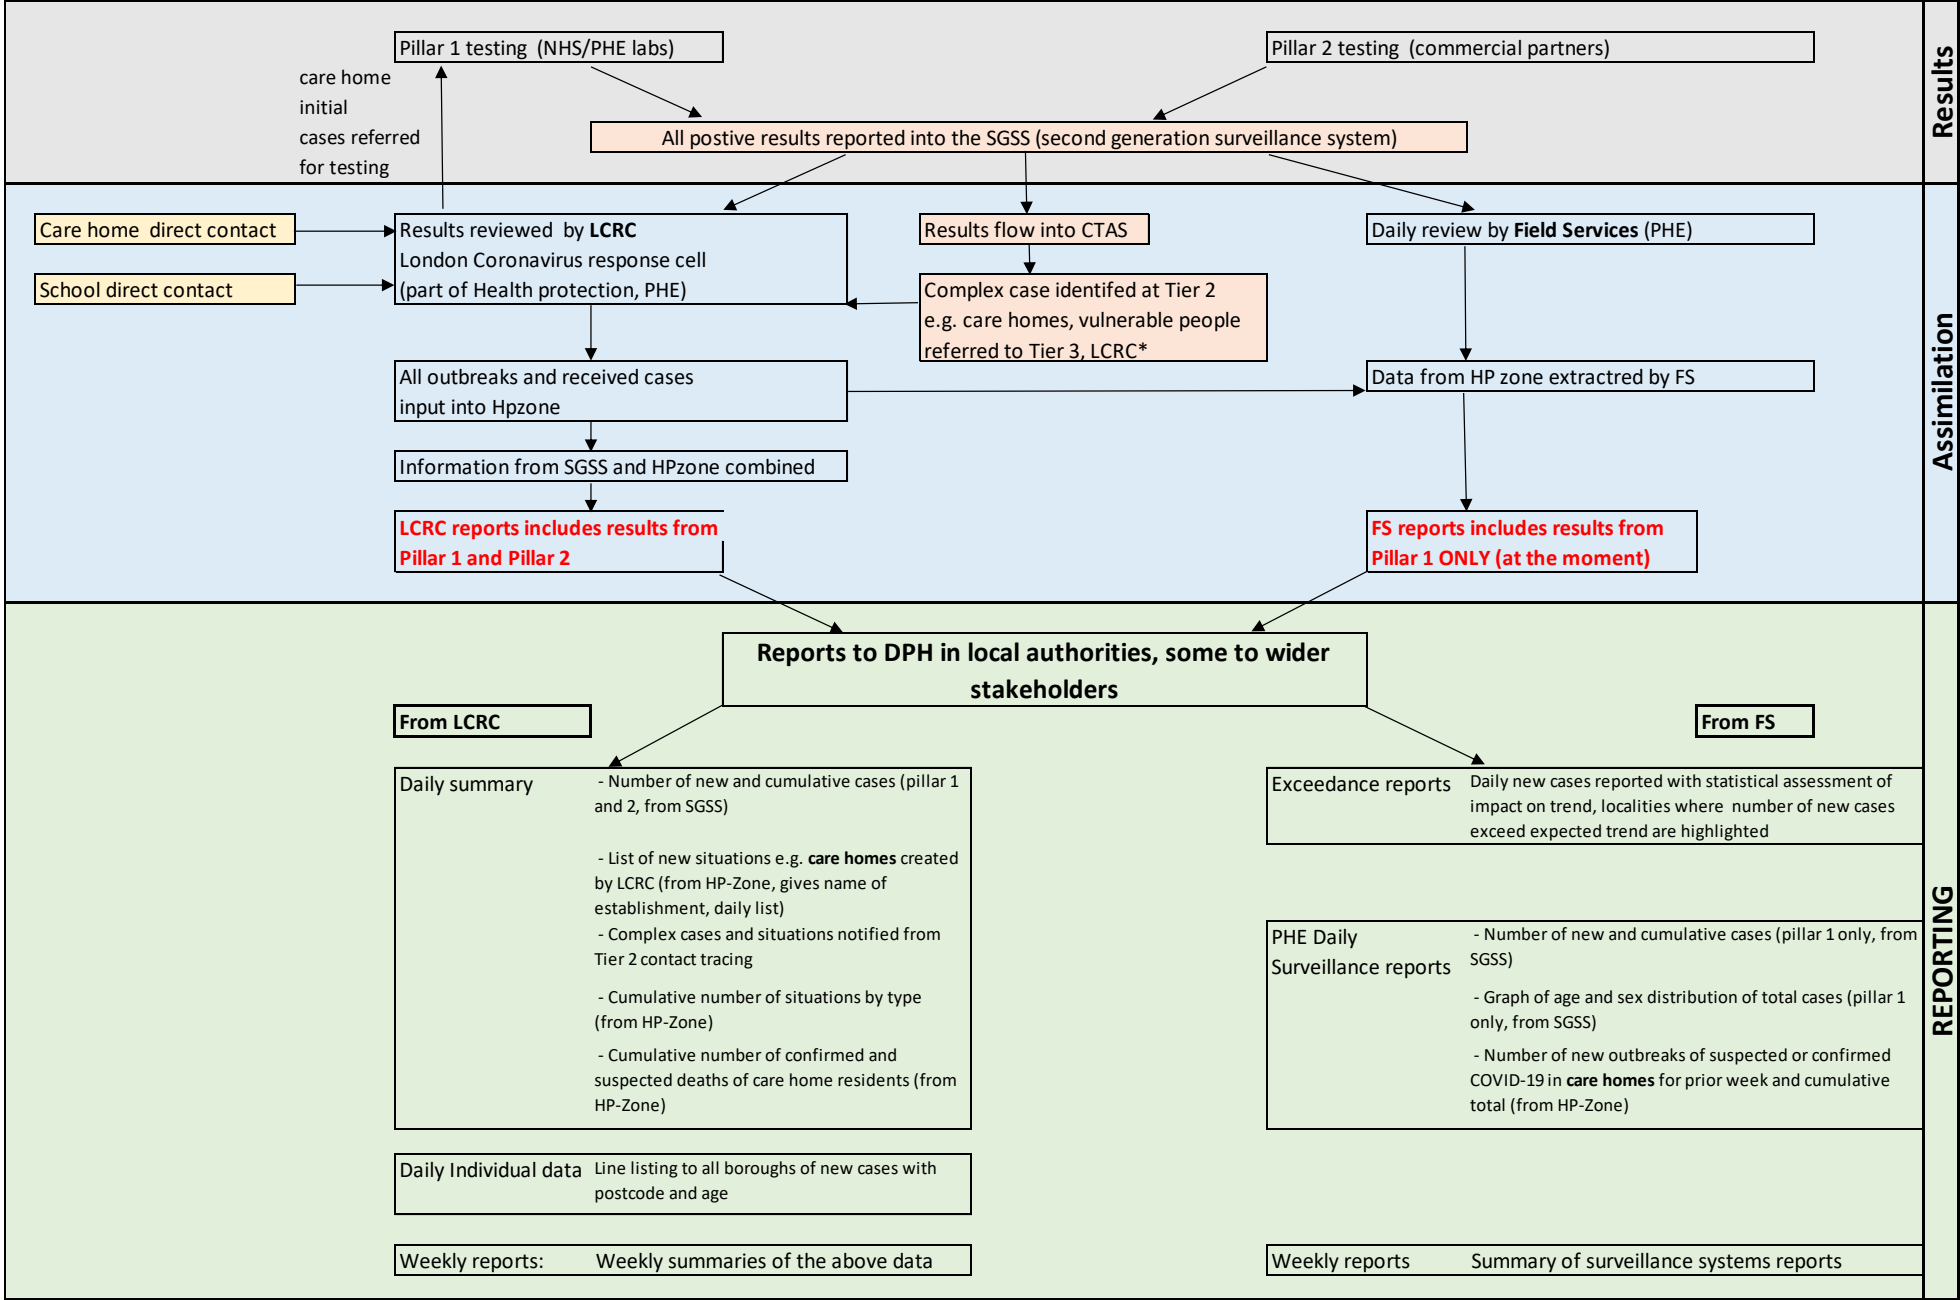 Results
Pillar 1 testing  (NHS/PHE labs)
Pillar 2 testing  (commercial partners)
care home
initial
cases referred
for testing
All postive results reported into the SGSS (second generation surveillance system)
Assimilation
Care home  direct contact
Results reviewed  by LCRC
London Coronavirus response cell
(part of Health protection, PHE)
Results flow into CTAS
Daily review by Field Services (PHE)
School direct contact
Complex case identifed at Tier 2
e.g. care homes, vulnerable people
referred to Tier 3, LCRC*
All outbreaks and received cases
input into Hpzone
Data from HP zone extractred by FS
Information from SGSS and HPzone combined
LCRC reports includes results from
Pillar 1 and Pillar 2
FS reports includes results from
Pillar 1 ONLY (at the moment)
REPORTING
Reports to DPH in local authorities, some to wider
stakeholders
From LCRC
From FS
Daily summary
- Number of new and cumulative cases (pillar 1
and 2, from SGSS)
- List of new situations e.g. care homes created
by LCRC (from HP-Zone, gives name of
establishment, daily list)
- Complex cases and situations notified from
Tier 2 contact tracing
- Cumulative number of situations by type
(from HP-Zone)
- Cumulative number of confirmed and
suspected deaths of care home residents (from
HP-Zone)
Exceedance reports
Daily new cases reported with statistical assessment of
impact on trend, localities where  number of new cases
exceed expected trend are highlighted
PHE Daily
Surveillance reports
- Number of new and cumulative cases (pillar 1 only, from
SGSS)
- Graph of age and sex distribution of total cases (pillar 1
only, from SGSS)
- Number of new outbreaks of suspected or confirmed
COVID-19 in care homes for prior week and cumulative
total (from HP-Zone)
Daily Individual data
Line listing to all boroughs of new cases with
postcode and age
Weekly reports:
Weekly summaries of the above data
Weekly reports
Summary of surveillance systems reports